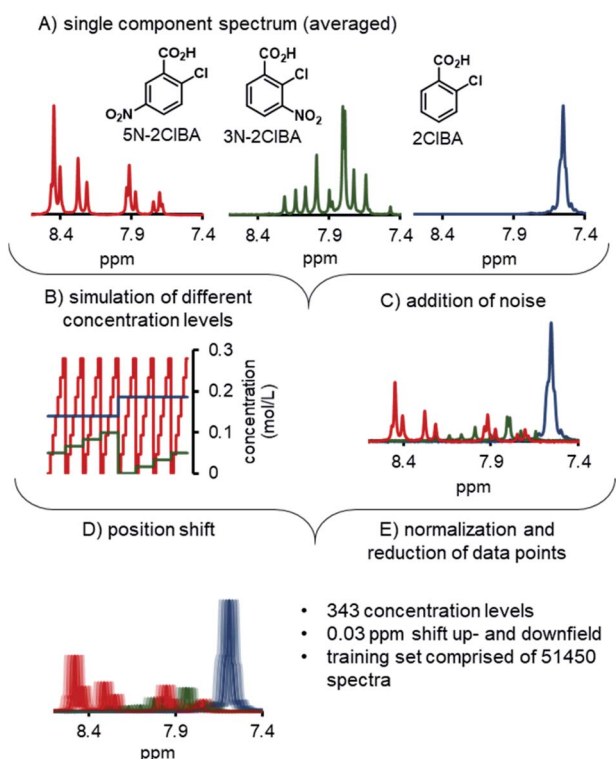 A) single component spectrum (averaged)
CO2H
Cl
O2N
5N-2ClBA
CO2H
Cl
NO2
3N-2ClBA
CO2H
Cl
2ClBA
8.4 7.9 7.4
ppm
8.4 7.9 7.4
ppm
8.4 7.9 7.4
ppm
B) simulation of different
concentration levels
0.3
0.2
0.1
0
concentration
(mol/L)
C) addition of noise
8.4 7.9 7.4
ppm
D) position shift
8.4 7.9 7.4
ppm
E) normalization and
reduction of data points
• 343 concentration levels
• 0.03 ppm shift up- and downfield
• training set comprised of 51450
spectra